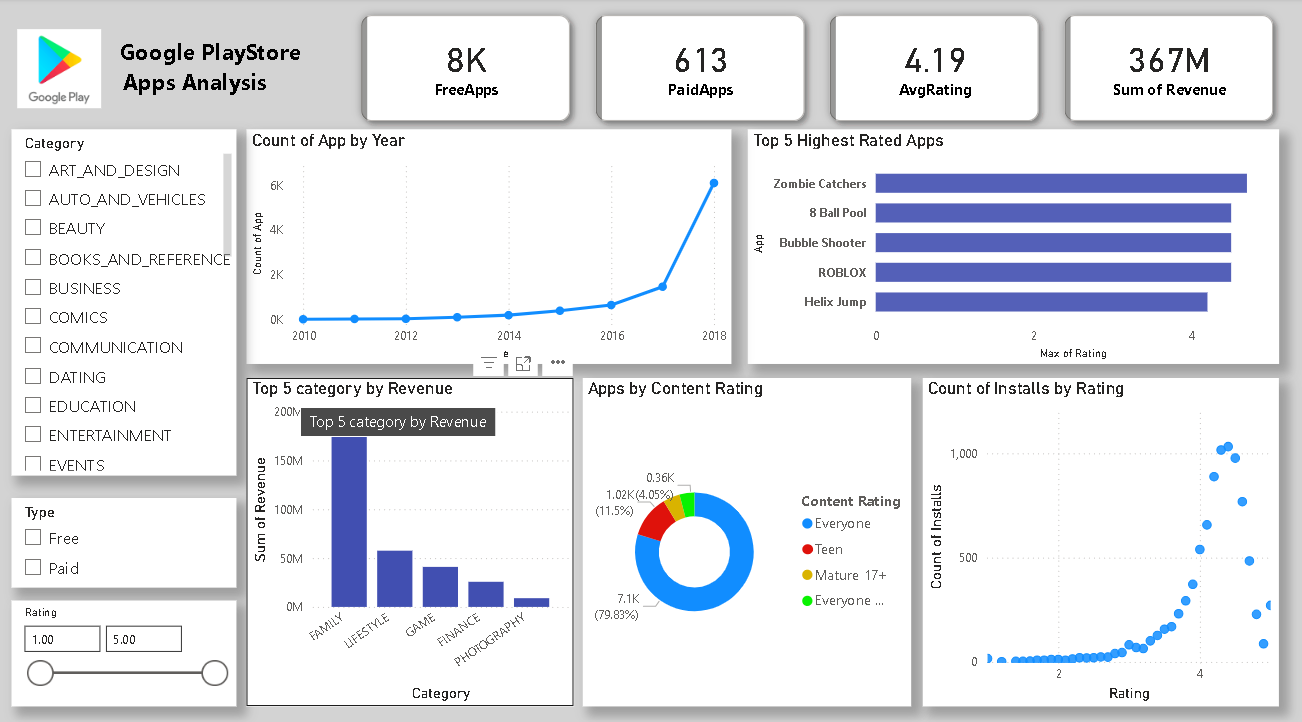 Google Play
Google PlayStore
Apps Analysis
8K
FreeApps
613
PaidApps
4.19
AvgRating
367M
Sum of Revenue
Category
ART_AND_DESIGN
AUTO_AND_VEHICLES
BEAUTY
BOOKS_AND_REFERENCE
BUSINESS
COMICS
COMMUNICATION
DATING
EDUCATION
ENTERTAINMENT
EVENTS
Type
Free
Paid
Rating
1.00
5.00
Count of App by Year
Count of App
6K
4K
2K
0K
2010
2012
2014
2016
2018
e
Top 5 Highest Rated Apps
App
Zombie Catchers
8 Ball Pool
Bubble Shooter
ROBLOX
Helix Jump
0
2
4
Max of Rating
Top 5 category by Revenue
Top 5 category by Revenue
Sum of Revenue
200M
150M
100M
50M
0M
FAMILY
LIFESTYLE
GAME
FINANCE
PHOTOGRAPHY
Category
Apps by Content Rating
0.36K
(4.05%)
1.02K
(11.5%)
7.1K
(79.83%)
Content Rating
Everyone
Teen
Mature 17+
Everyone ...
Count of Installs by Rating
Count of Installs
1,000
500
0
2
4
Rating